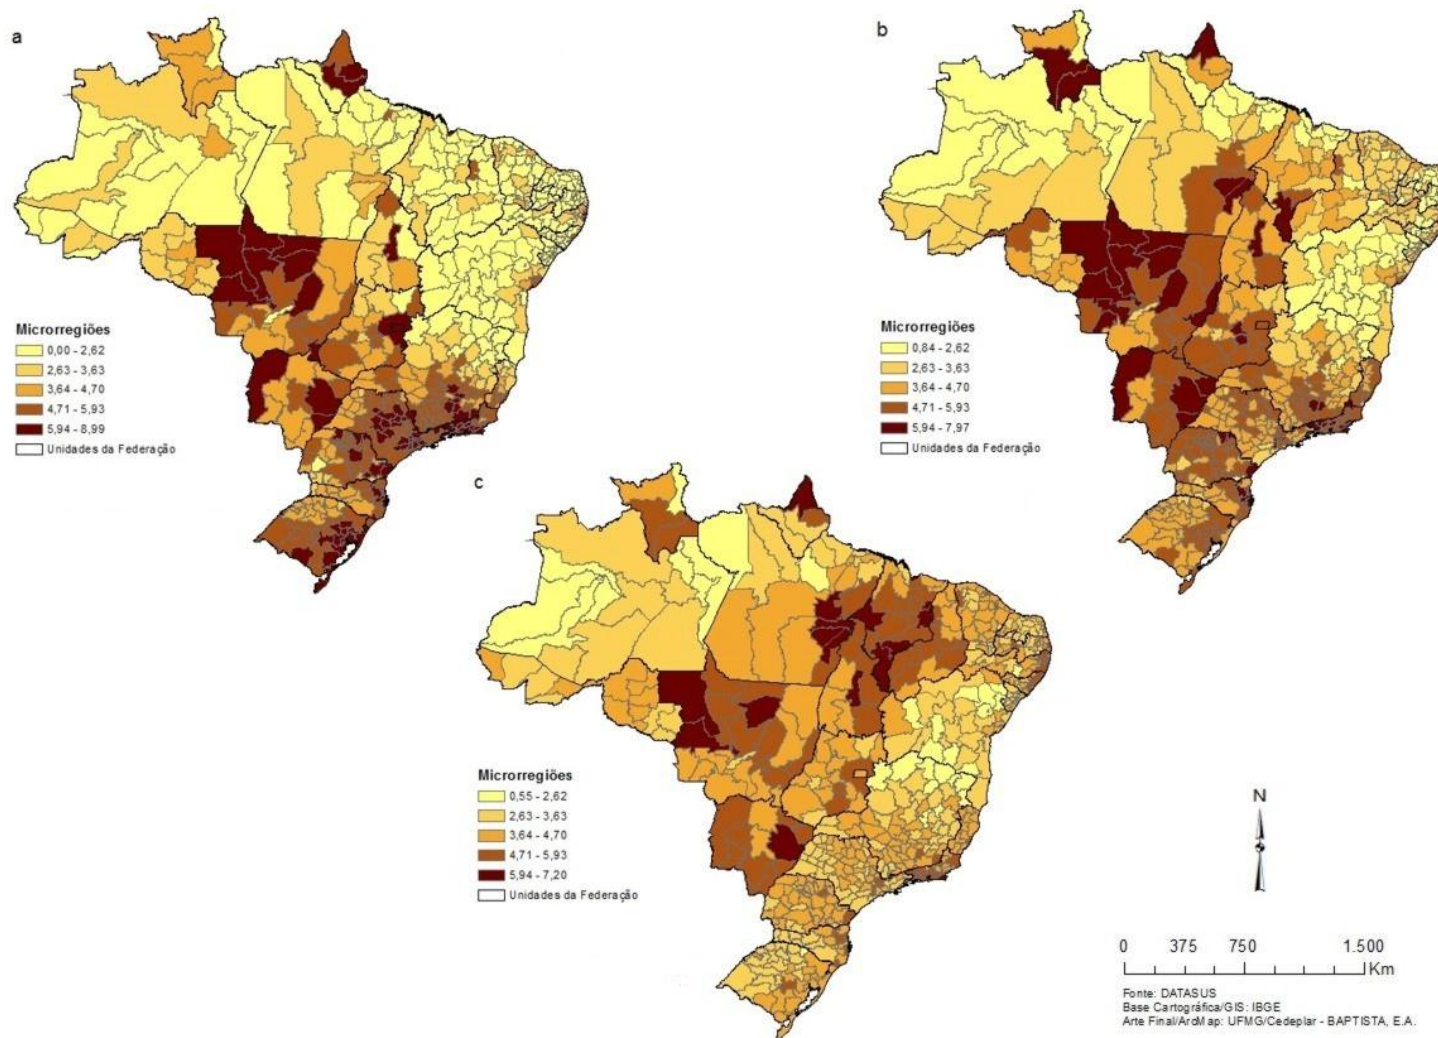 a
Microrregiões
0,00 - 2,62
2,63 - 3,63
3,64 - 4,70
4,71 - 5,93
5,94 - 8,99
Unidades da Federação
b
Microrregiões
0,84 - 2,62
2,63 - 3,63
3,64 - 4,70
4,71 - 5,93
5,94 - 7,97
Unidades da Federação
c
Microrregiões
0,55 - 2,62
2,63 - 3,63
3,64 - 4,70
4,71 - 5,93
5,94 - 7,20
Unidades da Federação
N
0 375 750 1.500
Km
Fonte: DATASUS
Base Cartográfica/GIS: IBGE
Arte Final/ArcMap: UFMG/Cedeplar - BAPTISTA, E.A.